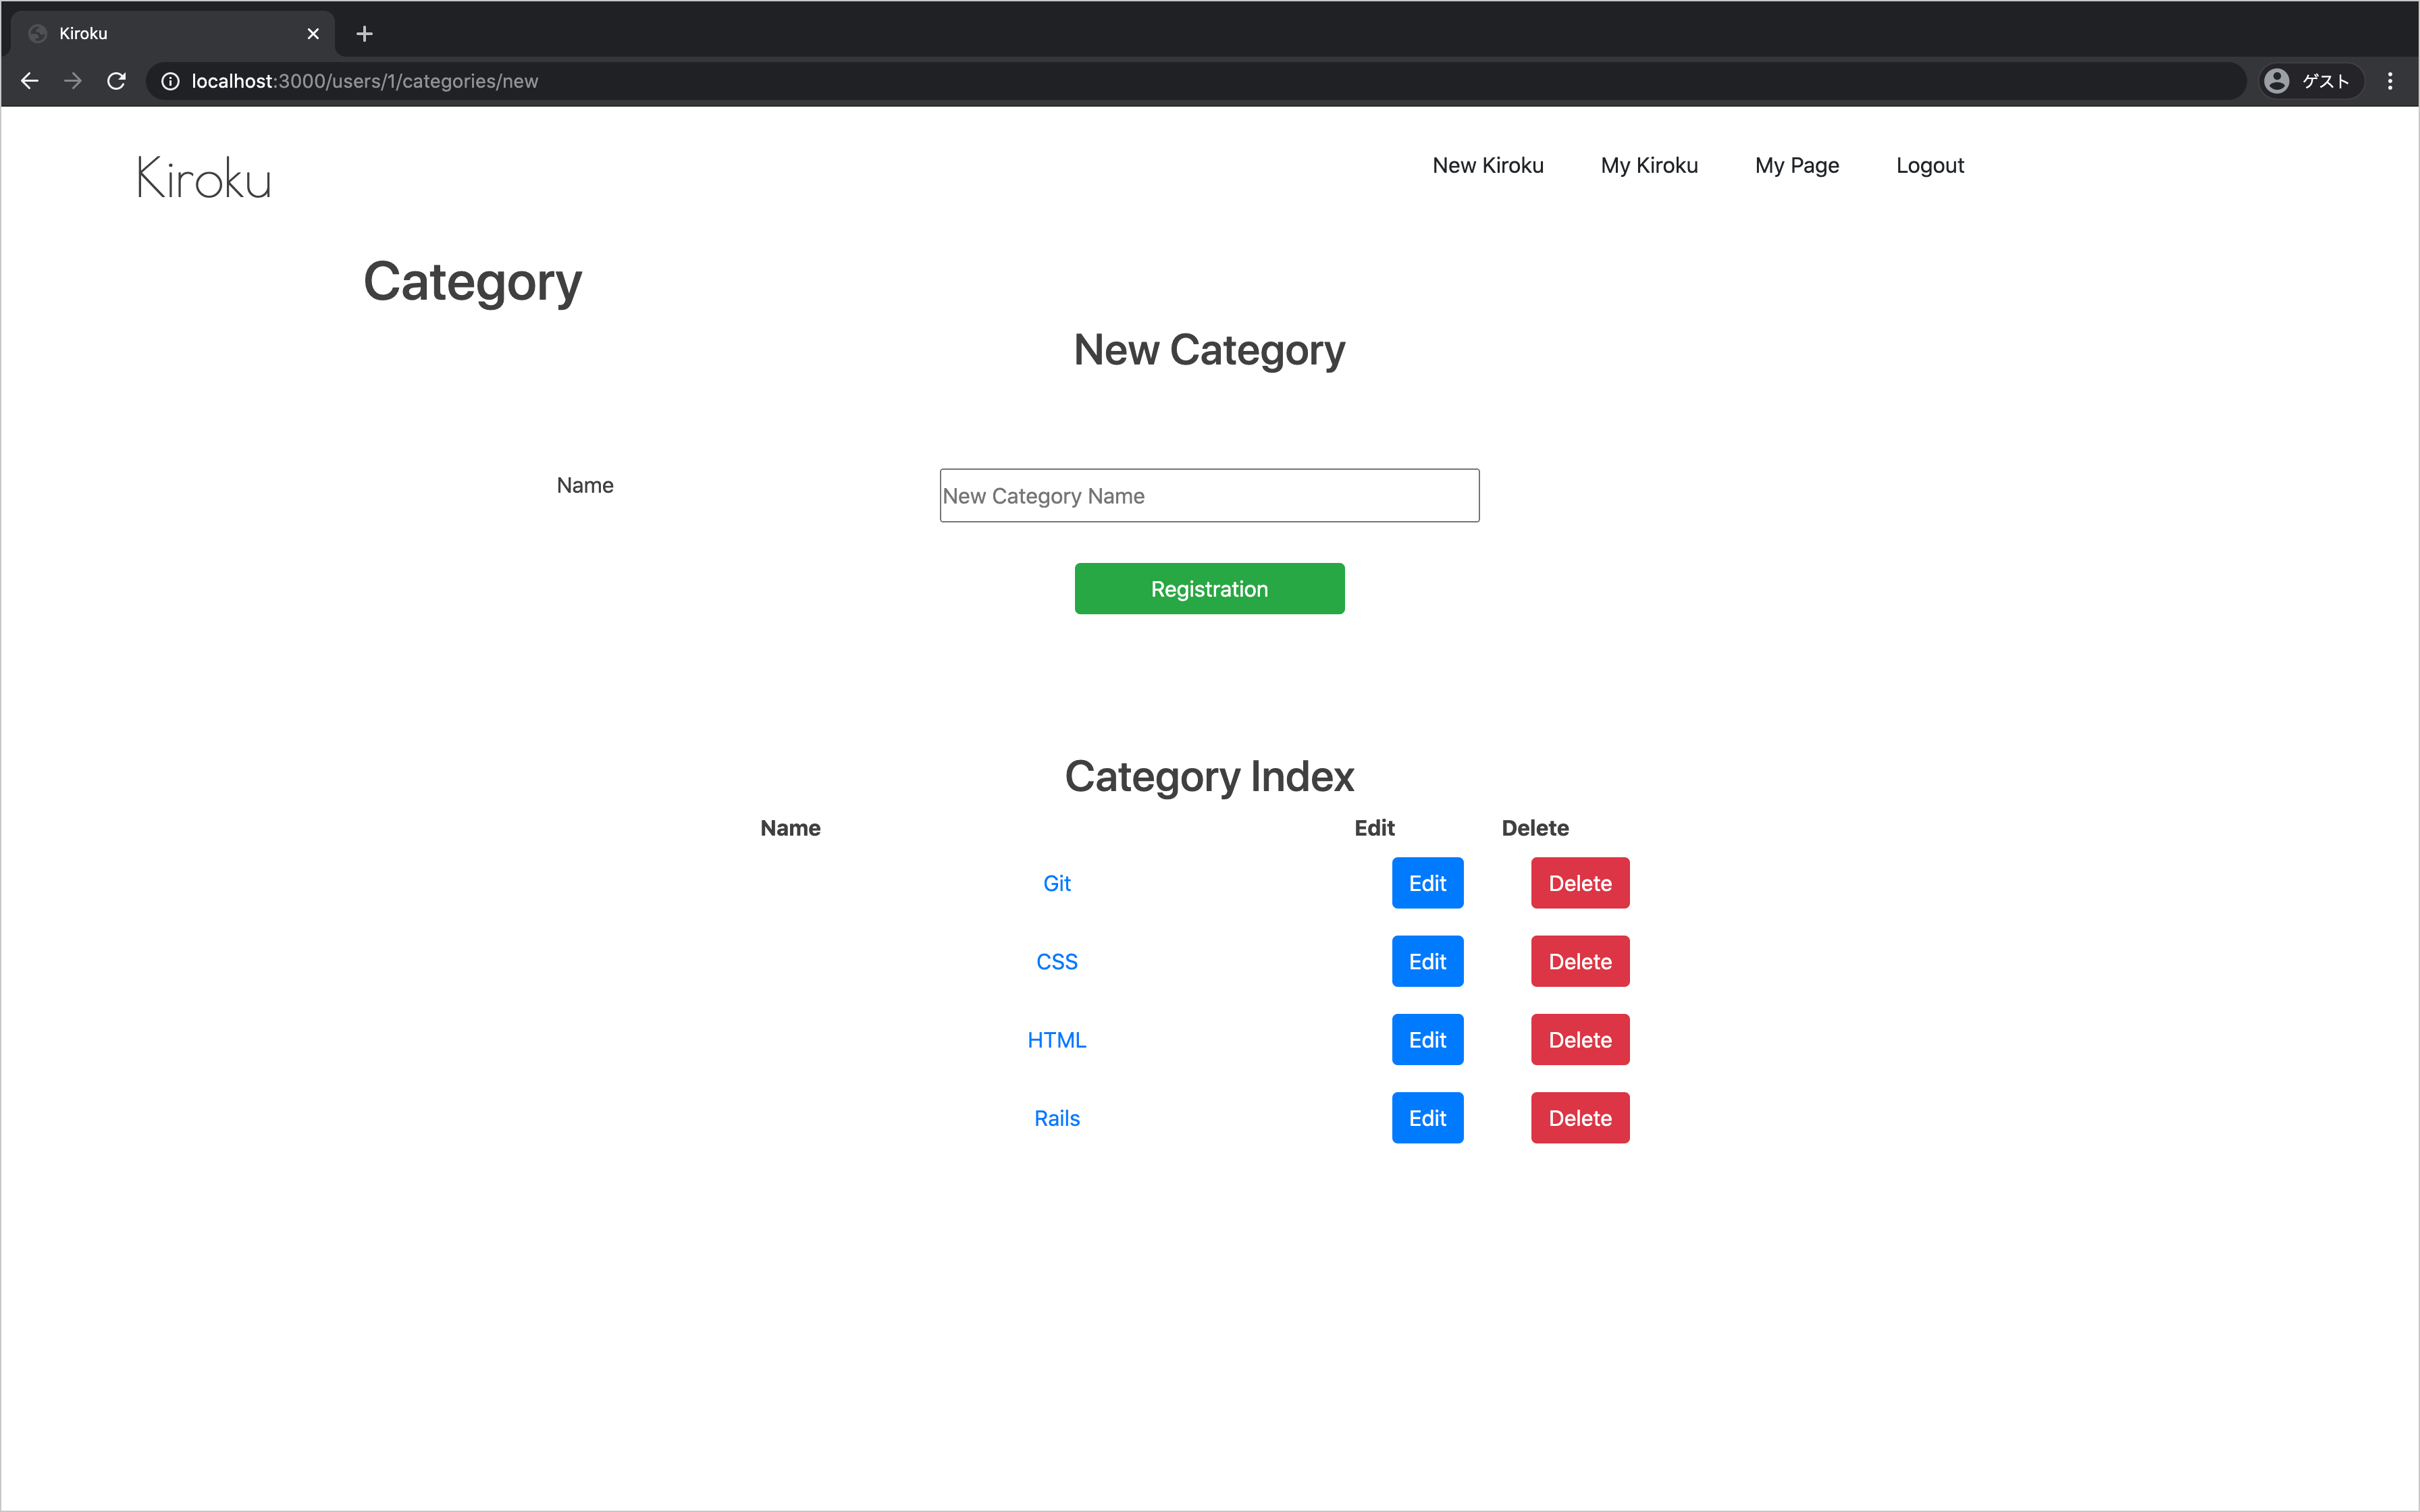 Kiroku
localhost:3000/users/1/categories/new
ゲスト
Kiroku
New Kiroku My Kiroku My Page Logout
Category
New Category
Name
New Category Name
Registration
Category Index
Name Edit Delete
Git Edit Delete
CSS Edit Delete
HTML Edit Delete
Rails Edit Delete